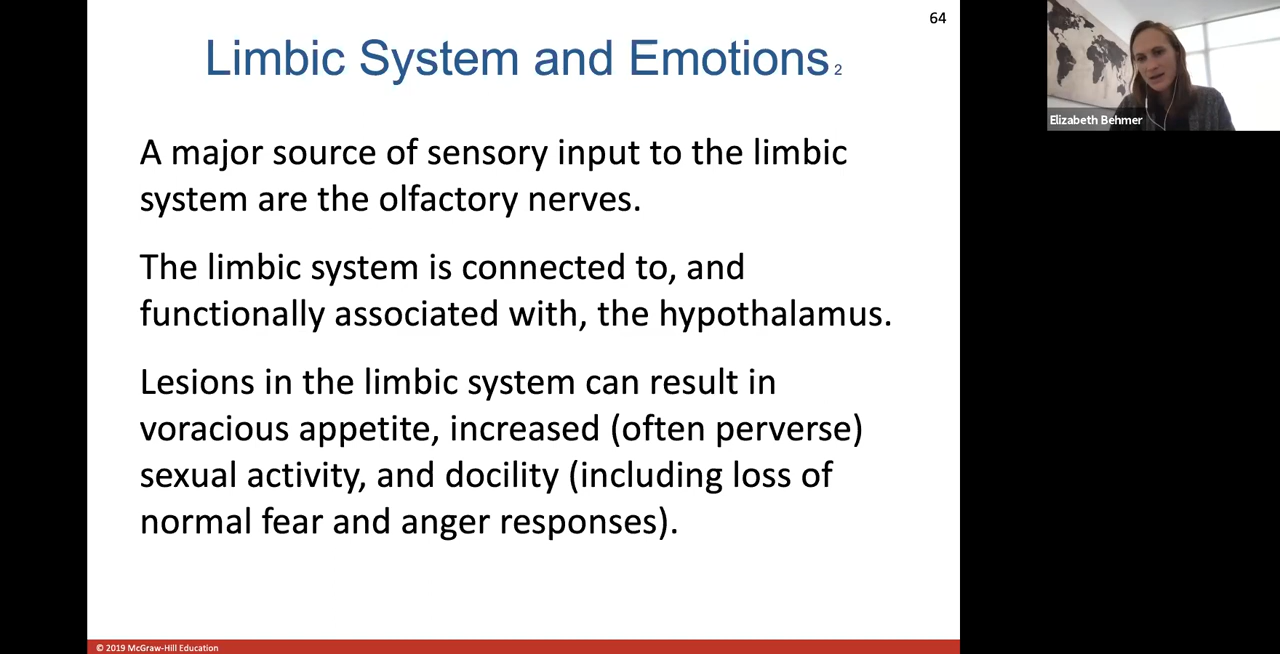 64
Limbic System and Emotions 2
A major source of sensory input to the limbic
system are the olfactory nerves.
The limbic system is connected to, and
functionally associated with, the hypothalamus.
Lesions in the limbic system can result in
voracious appetite, increased (often perverse)
sexual activity, and docility (including loss of
normal fear and anger responses).
© 2019 McGraw-Hill Education
Elizabeth Behmer